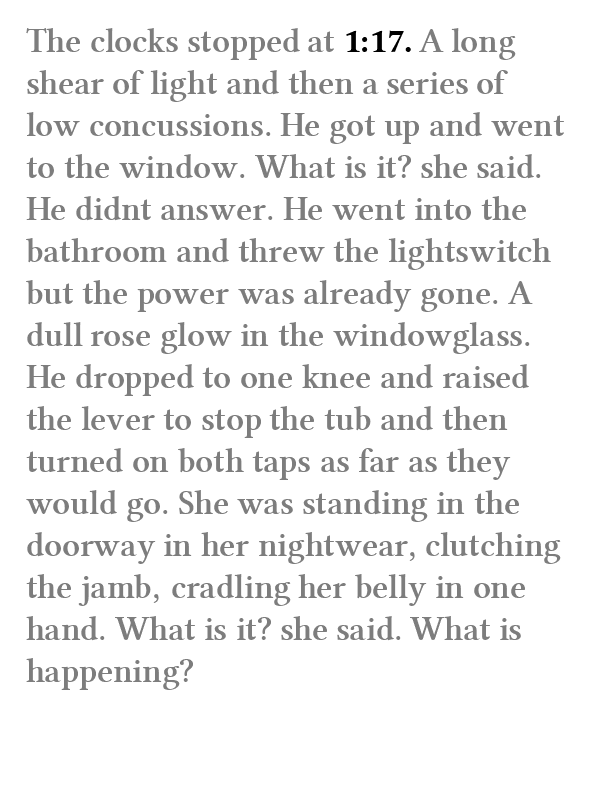 The clocks stopped at 1:17. A long
shear of light and then a series of
low concussions. He got up and went
to the window. What is it? she said.
He didnt answer. He went into the
bathroom and threw the lightswitch
but the power was already gone. A
dull rose glow in the windowglass.
He dropped to one knee and raised
the lever to stop the tub and then
turned on both taps as far as they
would go. She was standing in the
doorway in her nightwear, clutching
the jamb, cradling her belly in one
hand. What is it? she said. What is
happening?